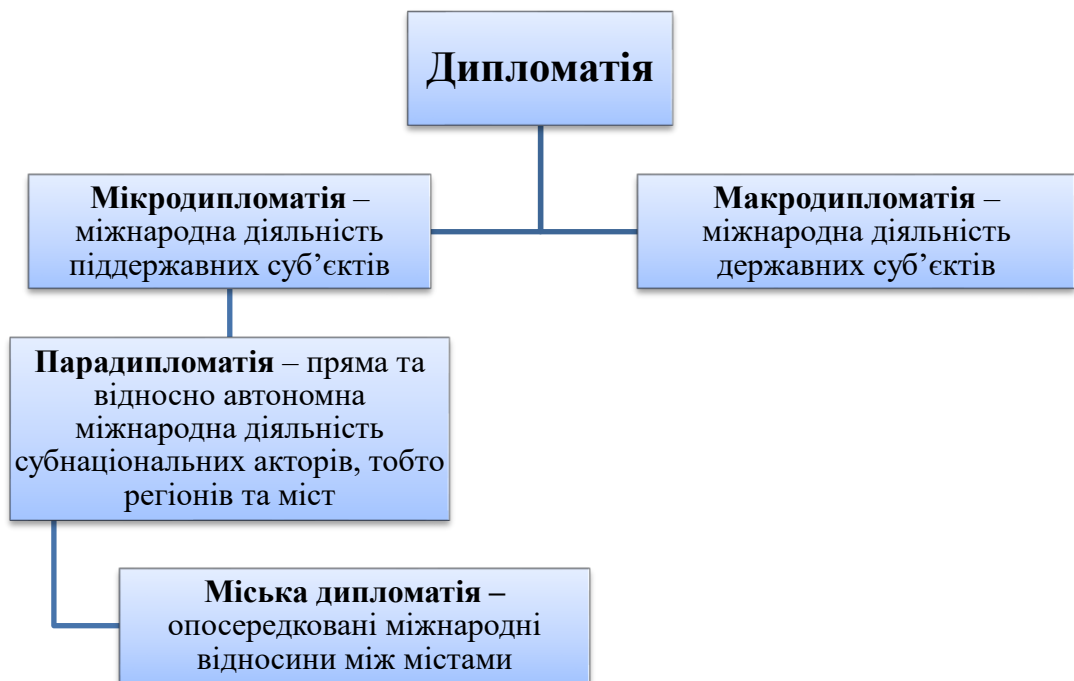 Дипломатія
Мікродипломатія –
міжнародна діяльність
піддержавних суб’єктів
Макродипломатія –
міжнародна діяльність
державних суб’єктів
Парадипломатія – пряма та
відносно автономна
міжнародна діяльність
субнаціональних акторів, тобто
регіонів та міст
Міська дипломатія –
опосередковані міжнародні
відносини між містами